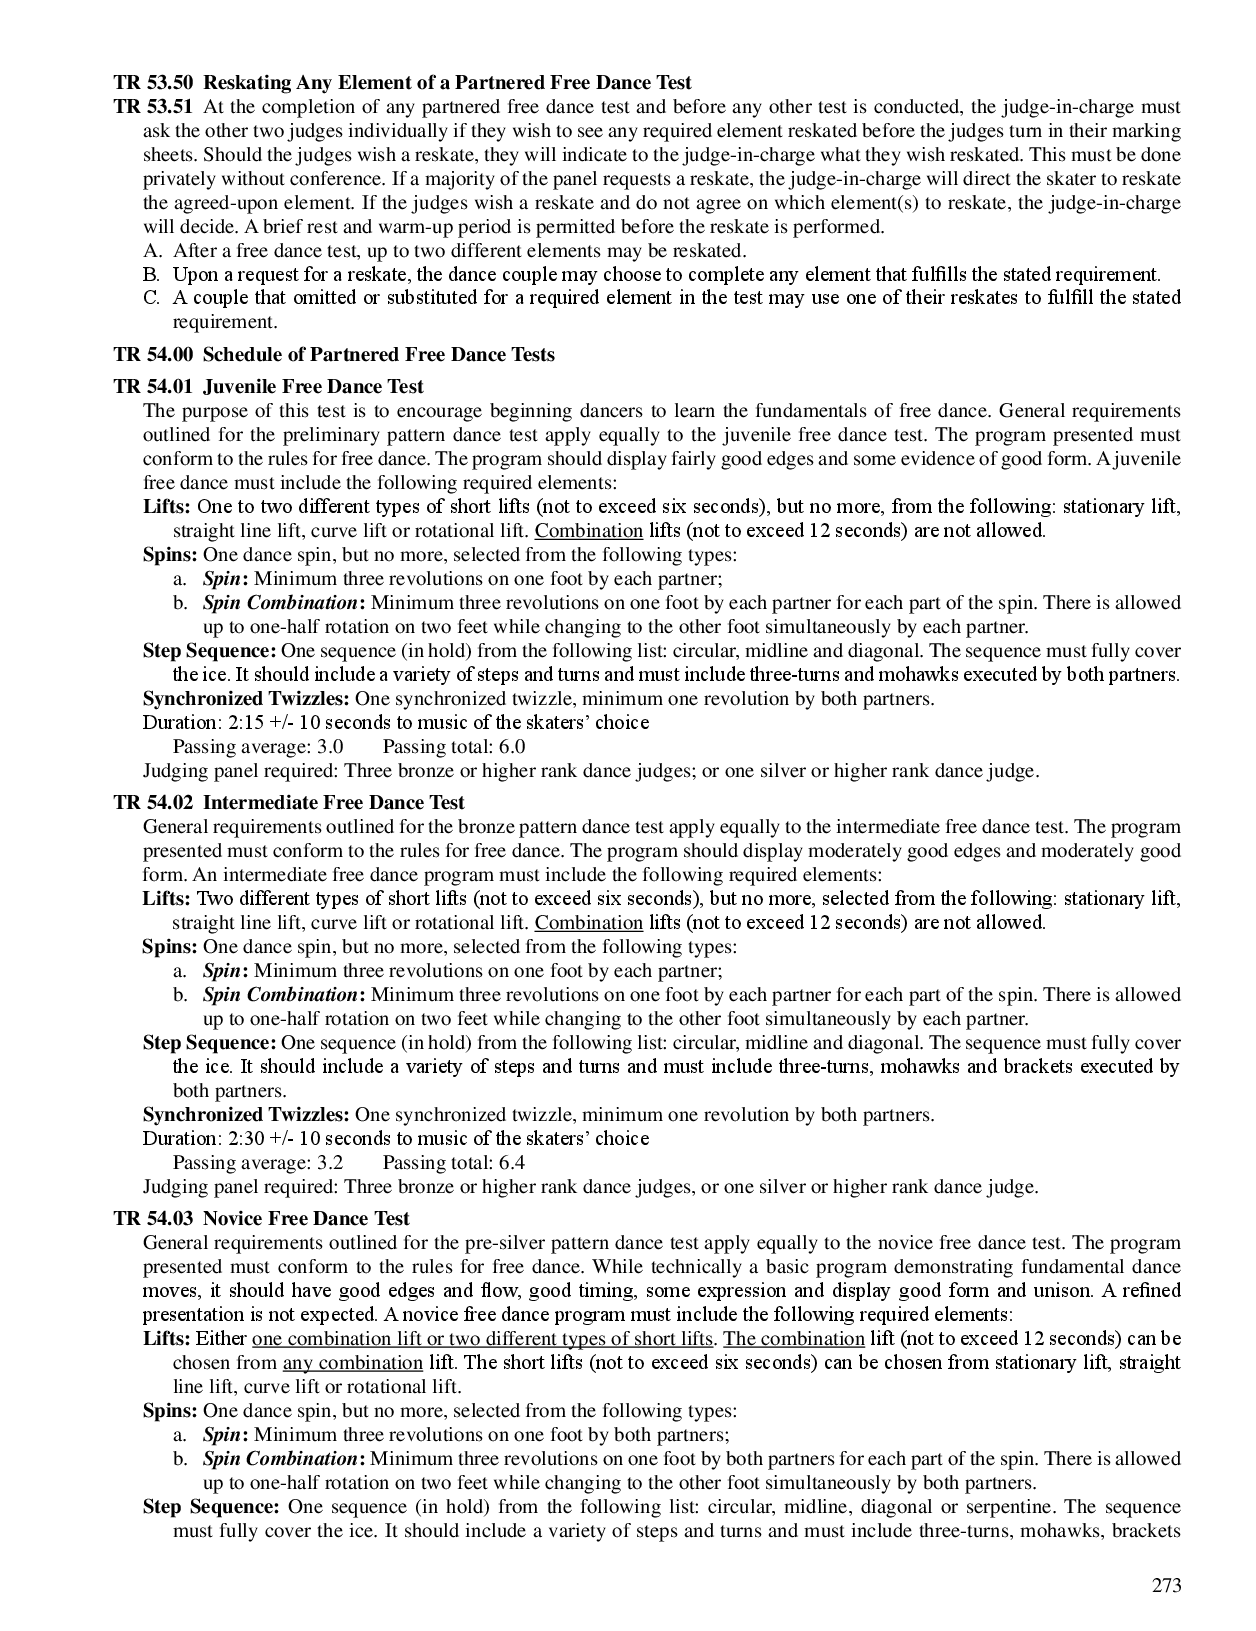 TR 53.50 Reskating Any Element of a Partnered Free Dance Test
TR 53.51 At the completion of any partnered free dance test and before any other test is conducted, the judge-in-charge must
ask the other two judges individually if they wish to see any required element reskated before the judges turn in their marking
sheets. Should the judges wish a reskate, they will indicate to the judge-in-charge what they wish reskated. This must be done
privately without conference. If a majority of the panel requests a reskate, the judge-in-charge will direct the skater to reskate
the agreed-upon element. If the judges wish a reskate and do not agree on which element(s) to reskate, the judge-in-charge
will decide. A brief rest and warm-up period is permitted before the reskate is performed.
A. After a free dance test, up to two different elements may be reskated.
B. Upon a request for a reskate, the dance couple may choose to complete any element that fulfills the stated requirement.
C. A couple that omitted or substituted for a required element in the test may use one of their reskates to fulfill the stated
requirement.
TR 54.00 Schedule of Partnered Free Dance Tests
TR 54.01 Juvenile Free Dance Test
The purpose of this test is to encourage beginning dancers to learn the fundamentals of free dance. General requirements
outlined for the preliminary pattern dance test apply equally to the juvenile free dance test. The program presented must
conform to the rules for free dance. The program should display fairly good edges and some evidence of good form. A juvenile
free dance must include the following required elements:
Lifts: One to two different types of short lifts (not to exceed six seconds), but no more, from the following: stationary lift,
straight line lift, curve lift or rotational lift. Combination lifts (not to exceed 12 seconds) are not allowed.
Spins: One dance spin, but no more, selected from the following types:
a. Spin: Minimum three revolutions on one foot by each partner;
b. Spin Combination: Minimum three revolutions on one foot by each partner for each part of the spin. There is allowed
up to one-half rotation on two feet while changing to the other foot simultaneously by each partner.
Step Sequence: One sequence (in hold) from the following list: circular, midline and diagonal. The sequence must fully cover
the ice. It should include a variety of steps and turns and must include three-turns and mohawks executed by both partners.
Synchronized Twizzles: One synchronized twizzle, minimum one revolution by both partners.
Duration: 2:15 +/- 10 seconds to music of the skaters' choice
Passing average: 3.0 Passing total: 6.0
Judging panel required: Three bronze or higher rank dance judges; or one silver or higher rank dance judge.
TR 54.02 Intermediate Free Dance Test
General requirements outlined for the bronze pattern dance test apply equally to the intermediate free dance test. The program
presented must conform to the rules for free dance. The program should display moderately good edges and moderately good
form. An intermediate free dance program must include the following required elements:
Lifts: Two different types of short lifts (not to exceed six seconds), but no more, selected from the following: stationary lift,
straight line lift, curve lift or rotational lift. Combination lifts (not to exceed 12 seconds) are not allowed.
Spins: One dance spin, but no more, selected from the following types:
a. Spin: Minimum three revolutions on one foot by each partner;
b. Spin Combination: Minimum three revolutions on one foot by each partner for each part of the spin. There is allowed
up to one-half rotation on two feet while changing to the other foot simultaneously by each partner.
Step Sequence: One sequence (in hold) from the following list: circular, midline and diagonal. The sequence must fully cover
the ice. It should include a variety of steps and turns and must include three-turns, mohawks and brackets executed by
both partners.
Synchronized Twizzles: One synchronized twizzle, minimum one revolution by both partners.
Duration: 2:30 +/- 10 seconds to music of the skaters' choice
Passing average: 3.2 Passing total: 6.4
Judging panel required: Three bronze or higher rank dance judges, or one silver or higher rank dance judge.
TR 54.03 Novice Free Dance Test
General requirements outlined for the pre-silver pattern dance test apply equally to the novice free dance test. The program
presented must conform to the rules for free dance. While technically a basic program demonstrating fundamental dance
moves, it should have good edges and flow, good timing, some expression and display good form and unison. A refined
presentation is not expected. A novice free dance program must include the following required elements:
Lifts: Either one combination lift or two different types of short lifts. The combination lift (not to exceed 12 seconds) can be
chosen from any combination lift. The short lifts (not to exceed six seconds) can be chosen from stationary lift, straight
line lift, curve lift or rotational lift.
Spins: One dance spin, but no more, selected from the following types:
a. Spin: Minimum three revolutions on one foot by both partners;
b. Spin Combination: Minimum three revolutions on one foot by both partners for each part of the spin. There is allowed
up to one-half rotation on two feet while changing to the other foot simultaneously by both partners.
Step Sequence: One sequence (in hold) from the following list: circular, midline, diagonal or serpentine. The sequence
must fully cover the ice. It should include a variety of steps and turns and must include three-turns, mohawks, brackets
273